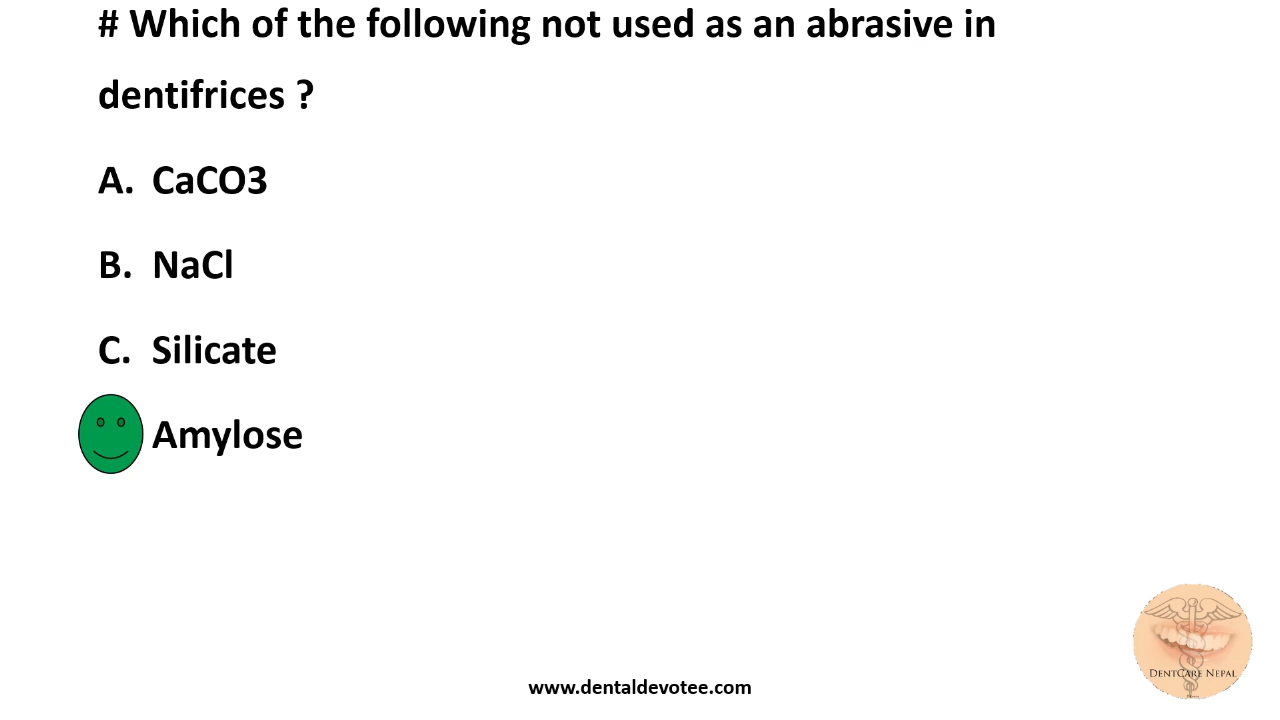 # Which of the following not used as an abrasive in
dentifrices ?
A. CaCO3
B. NaCl
C. Silicate
Amylose
DentCare Nepal
www.dentaldevotee.com